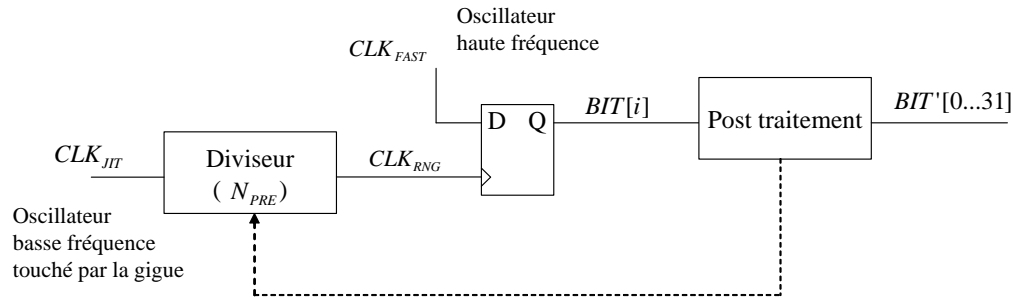 Oscillateur
haute fréquence
CLK_FAST
D Q
BIT[i]
Post traitement
BIT'[0...31]
CLK_JIT
Diviseur
( N_PRE )
CLK_RNG
Oscillateur
basse fréquence
touché par la gigue